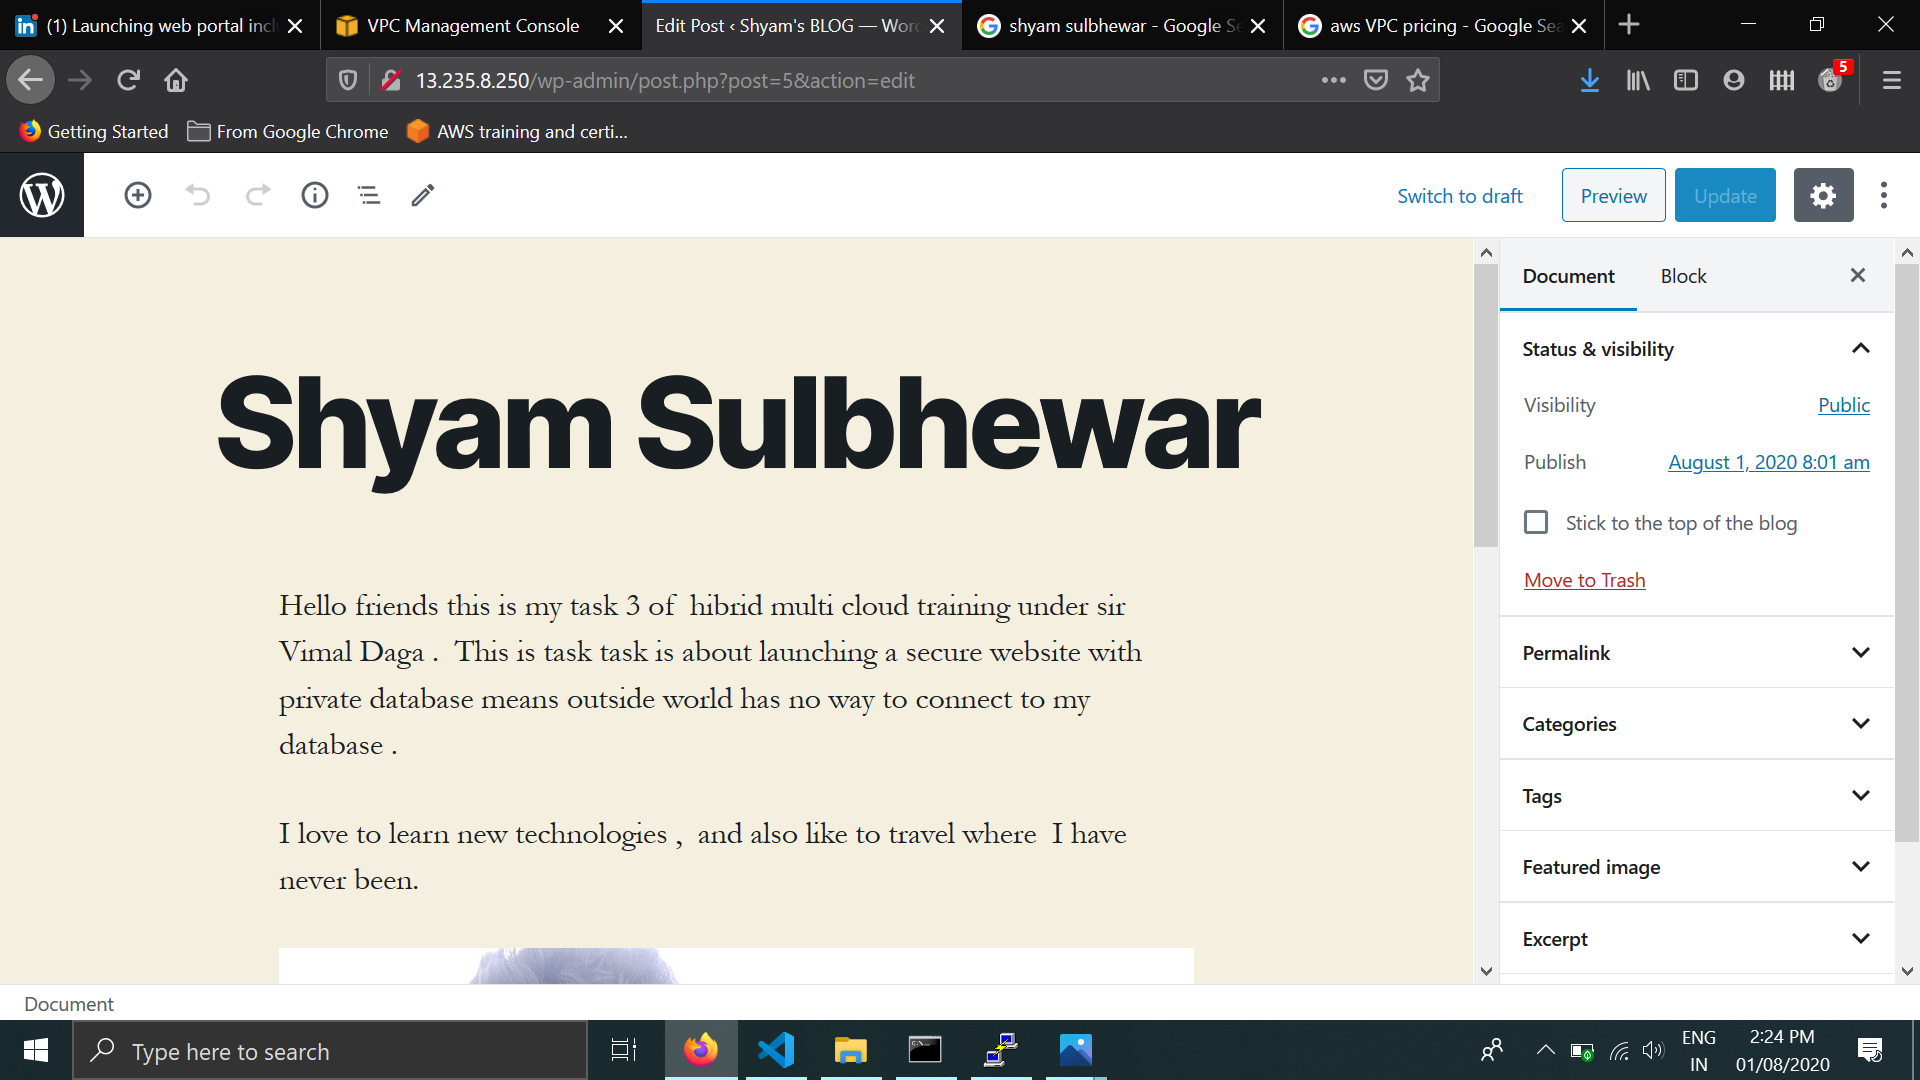 (1) Launching web portal incl
VPC Management Console
Edit Post ‹ Shyam's BLOG — Word
shyam sulbhewar - Google Se
aws VPC pricing - Google Sea
13.235.8.250/wp-admin/post.php?post=5&action=edit
5
Getting Started
From Google Chrome
AWS training and certi...
Switch to draft
Preview
Update
Document
Block
Shyam Sulbhewar
Hello friends this is my task 3 of  hibrid multi cloud training under sir
Vimal Daga .  This is task task is about launching a secure website with
private database means outside world has no way to connect to my
database .
I love to learn new technologies ,  and also like to travel where  I have
never been.
Status & visibility
Visibility
Public
Publish
August 1, 2020 8:01 am
Stick to the top of the blog
Move to Trash
Permalink
Categories
Tags
Featured image
Excerpt
Document
Type here to search
ENG
IN
2:24 PM
01/08/2020